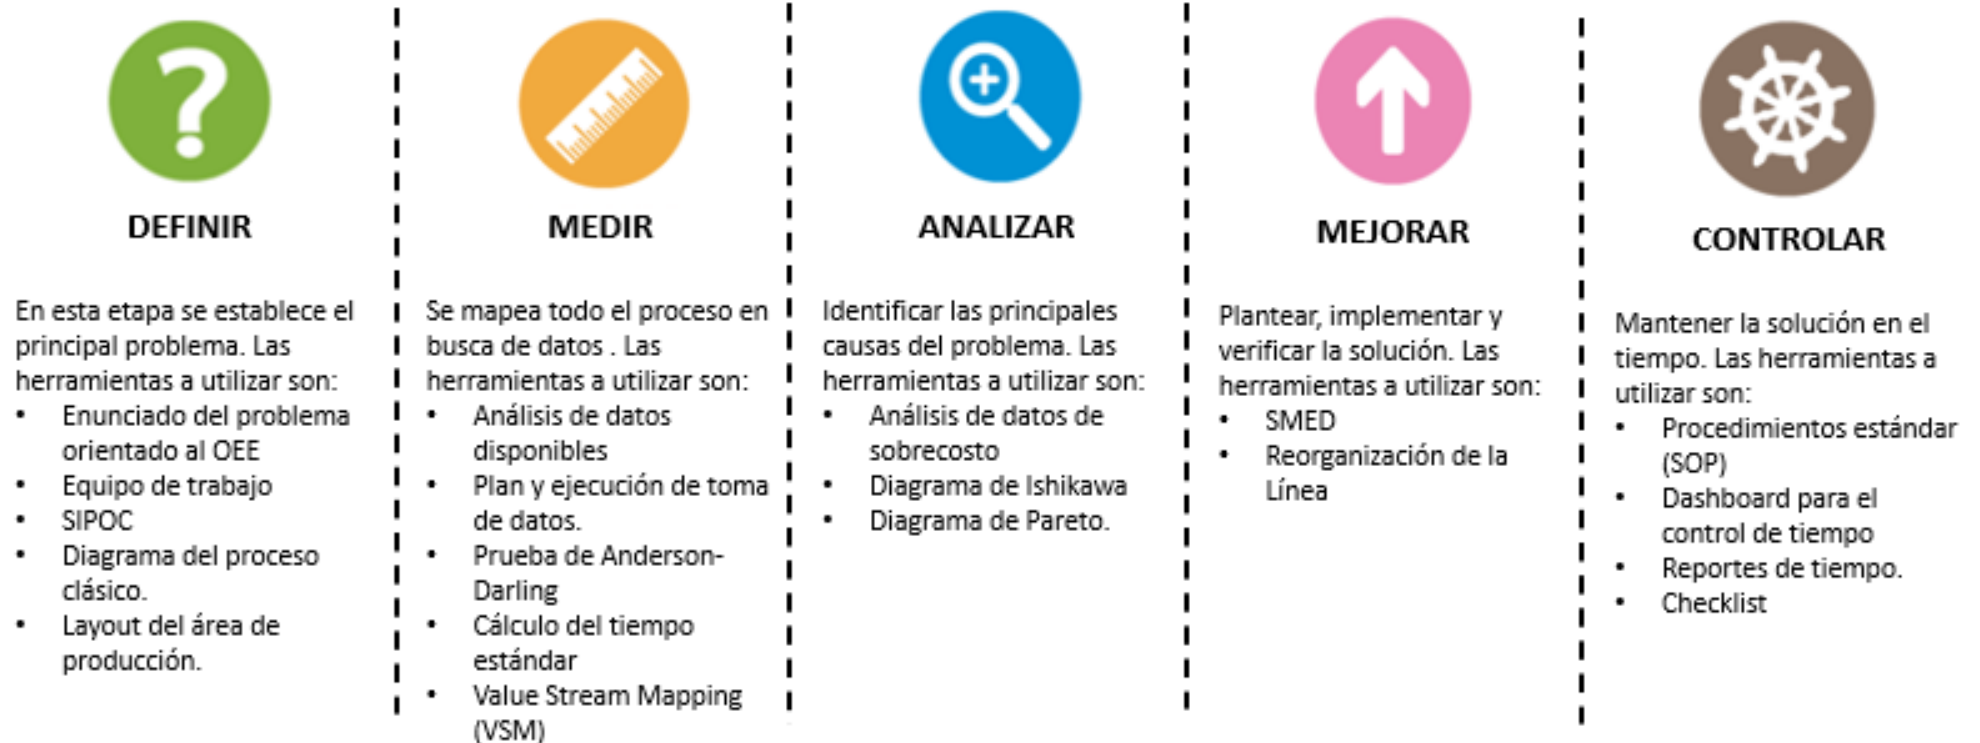 DEFINIR
En esta etapa se establece el
principal problema. Las
herramientas a utilizar son:
• Enunciado del problema
orientado al OEE
• Equipo de trabajo
• SIPOC
• Diagrama del proceso
clásico.
• Layout del área de
producción.
MEDIR
Se mapea todo el proceso en
busca de datos . Las
herramientas a utilizar son:
• Análisis de datos
disponibles
• Plan y ejecución de toma
de datos.
• Prueba de Anderson-
Darling
• Cálculo del tiempo
estándar
• Value Stream Mapping
(VSM)
ANALIZAR
Identificar las principales
causas del problema. Las
herramientas a utilizar son:
• Análisis de datos de
sobrecosto
• Diagrama de Ishikawa
• Diagrama de Pareto.
MEJORAR
Plantear, implementar y
verificar la solución. Las
herramientas a utilizar son:
• SMED
• Reorganización de la
Línea
CONTROLAR
Mantener la solución en el
tiempo. Las herramientas a
utilizar son:
• Procedimientos estándar
(SOP)
• Dashboard para el
control de tiempo
• Reportes de tiempo.
• Checklist